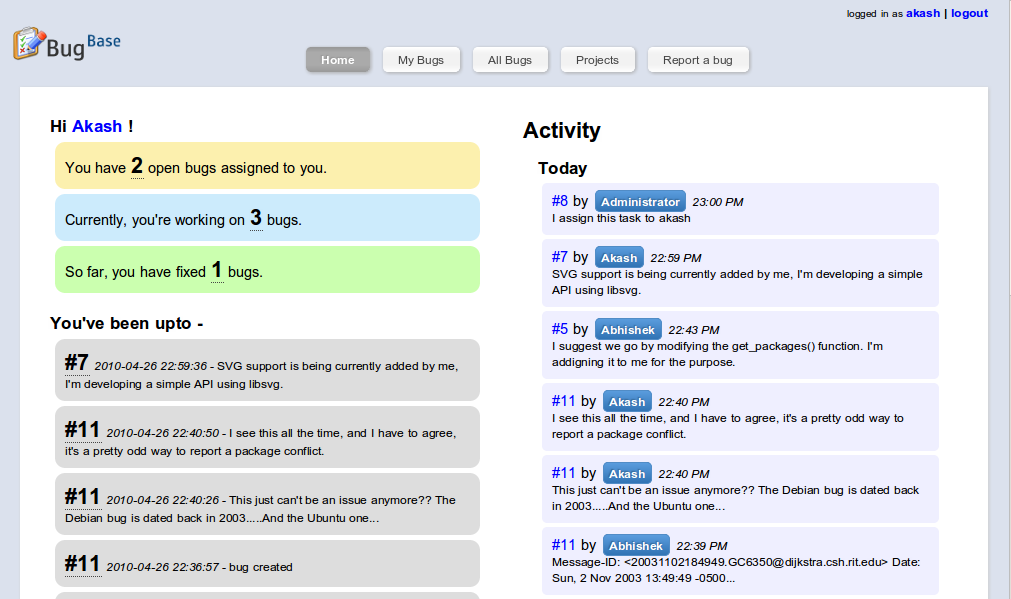 logged in as akash | logout
Bug Base
Home My Bugs All Bugs Projects Report a bug
Hi Akash !
You have 2 open bugs assigned to you.
Currently, you're working on 3 bugs.
So far, you have fixed 1 bugs.
You've been upto -
#7 2010-04-26 22:59:36 - SVG support is being currently added by me,
I'm developing a simple API using libsvg.
#11 2010-04-26 22:40:50 - I see this all the time, and I have to agree,
it's a pretty odd way to report a package conflict.
#11 2010-04-26 22:40:26 - This just can't be an issue anymore?? The
Debian bug is dated back in 2003.....And the Ubuntu one...
#11 2010-04-26 22:36:57 - bug created
Activity
Today
#8 by Administrator 23:00 PM
I assign this task to akash
#7 by Akash 22:59 PM
SVG support is being currently added by me, I'm developing a simple
API using libsvg.
#5 by Abhishek 22:43 PM
I suggest we go by modifying the get_packages() function. I'm
addigning it to me for the purpose.
#11 by Akash 22:40 PM
I see this all the time, and I have to agree, it's a pretty odd way to
report a package conflict.
#11 by Akash 22:40 PM
This just can't be an issue anymore?? The Debian bug is dated back
in 2003.....And the Ubuntu one...
#11 by Abhishek 22:39 PM
Message-ID: <20031102184949.GC6350@dijkstra.csh.rit.edu> Date:
Sun, 2 Nov 2003 13:49:49 -0500...